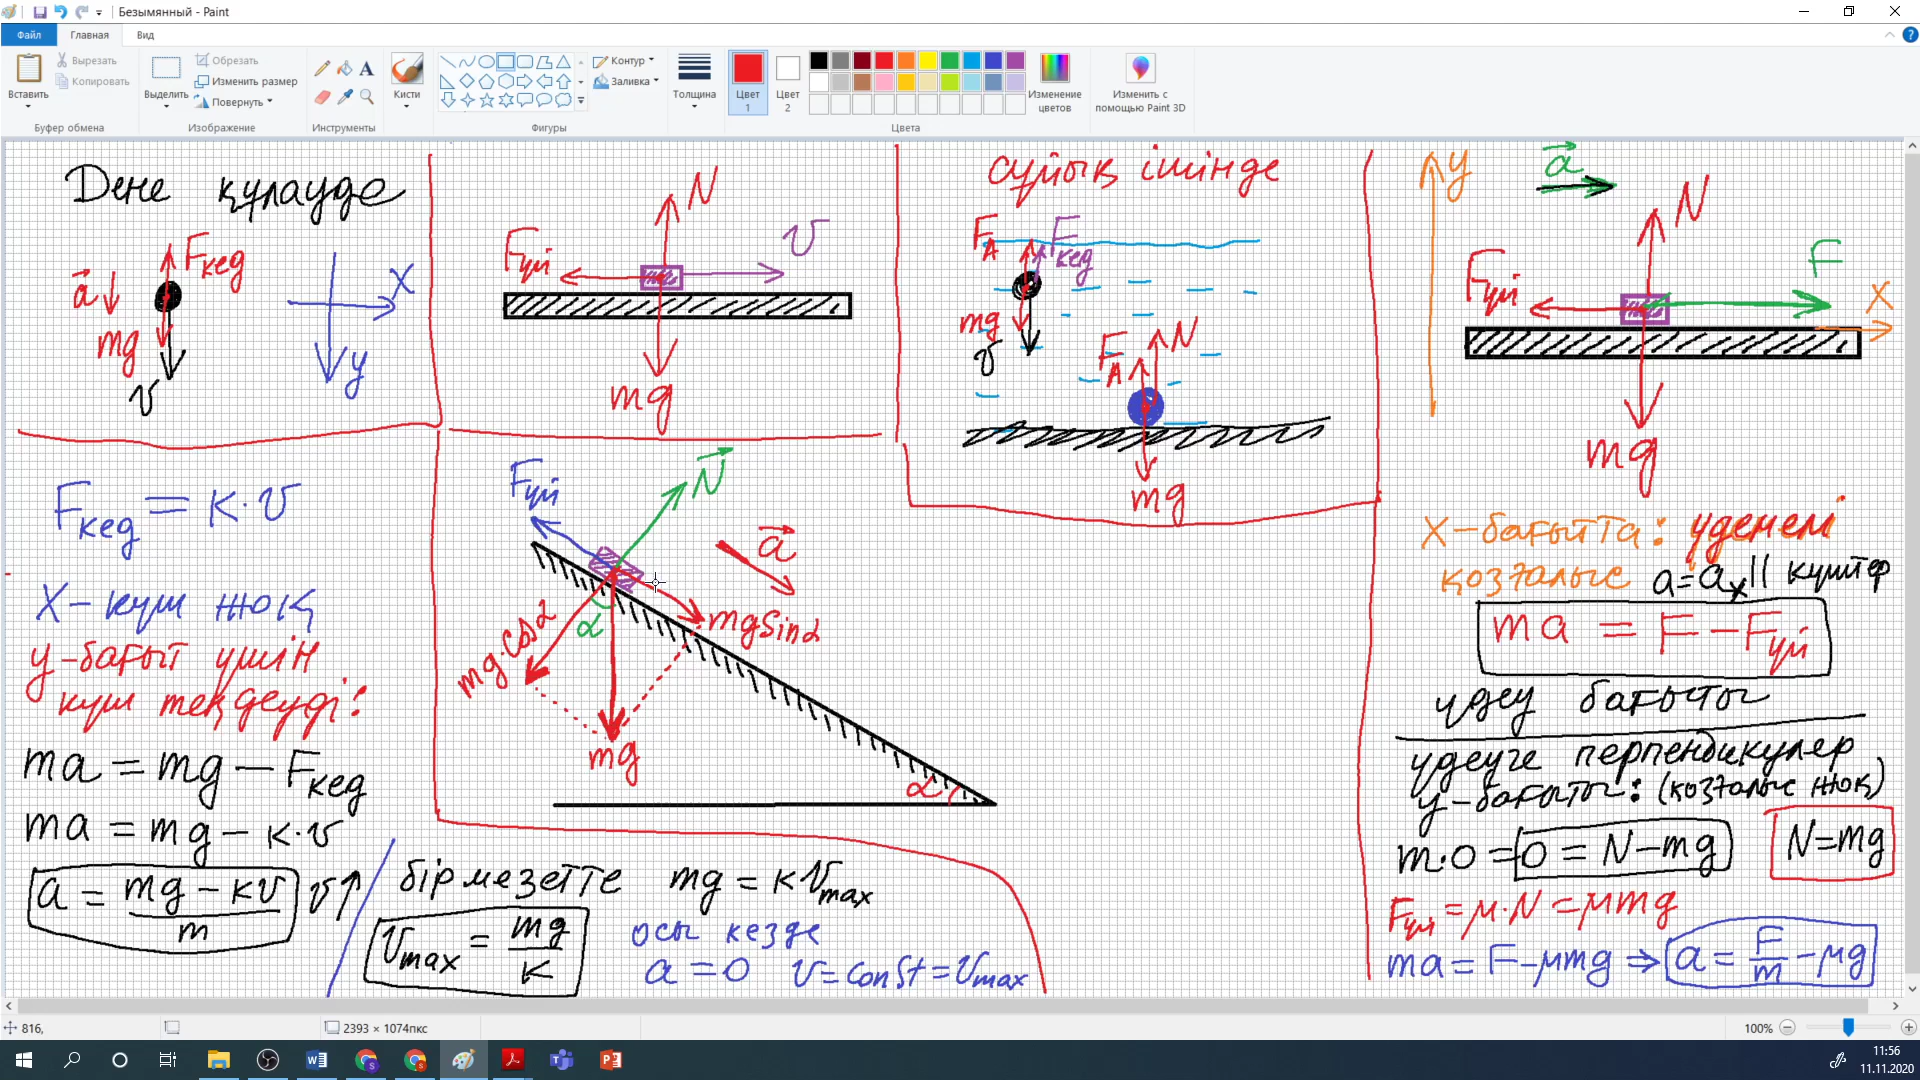 Безымянный - Paint
Файл Главная Вид
Вставить
Вырезать
Копировать
Буфер обмена
Выделить
Обрезать
Изменить размер
Повернуть
Изображение
Инструменты
Кисти
Контур
Заливка
Фигуры
Толщина
Цвет 1
Цвет 2
Изменение цветов
Изменить с помощью Paint 3D
Цвета
Дене құлауда
Fкед
a
mg
v
X
y
N
Fүй
v
mg
сұйық ішінде
FA
Fкед
mg
v
FA
N
mg
y
a
N
Fүй
F
X
mg
Fкед = k·v
X-күш жоқ
y-бағыт үшін
күш теңдеуі:
ma = mg - Fкед
ma = mg - k·v
a = (mg - kv)/m v↑
Fүй
N
a
mg·cosα
α
mgsinα
mg
α
бір мезетте mg = kvmax
vmax = mg/k
осы кезде
a = 0 v = const = vmax
X-бағытта: үдемелі
қозғалыс a = ax || күштер
ma = F - Fүй
үдеу бағыты
үдеуге перпендикуляр
y-бағыты: (қозғалыс жоқ)
m·0 = 0 = N - mg
N = mg
Fүй = μ·N = μmg
ma = F - μmg ⇒ a = F/m - μg
816,
2393 × 1074пкс
100%
11:56
11.11.2020